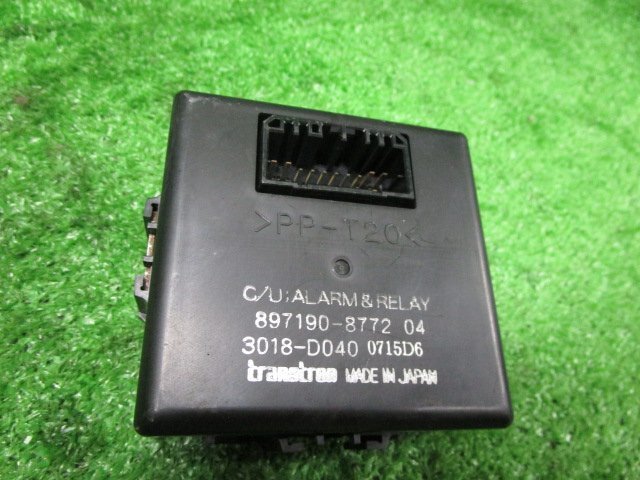 >PP-T20<
C/U;ALARM & RELAY
897190-8772 04
3018-D040 0715D6
transtron MADE IN JAPAN